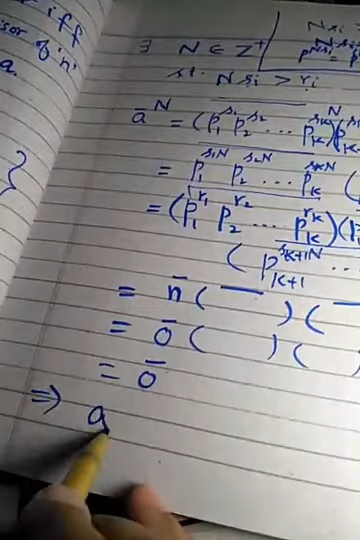 iff
sor of 'n'
a.
∃ N ∈ Z⁺
s.t. N sᵢ > rᵢ
ā^N = (p₁^s₁ p₂^s₂ ... p_k^s_k)^N
= p₁^{s₁N} p₂^{s₂N} ... p_k^{s_kN} (
= (p₁^r₁ p₂^r₂ ... p_k^r_k)(
( p_{k+1}^{s_{k+1}N} ...
= n̄ ( ‾ ) (
= 0̄ ( ) ( )
= 0̄
⇒ a